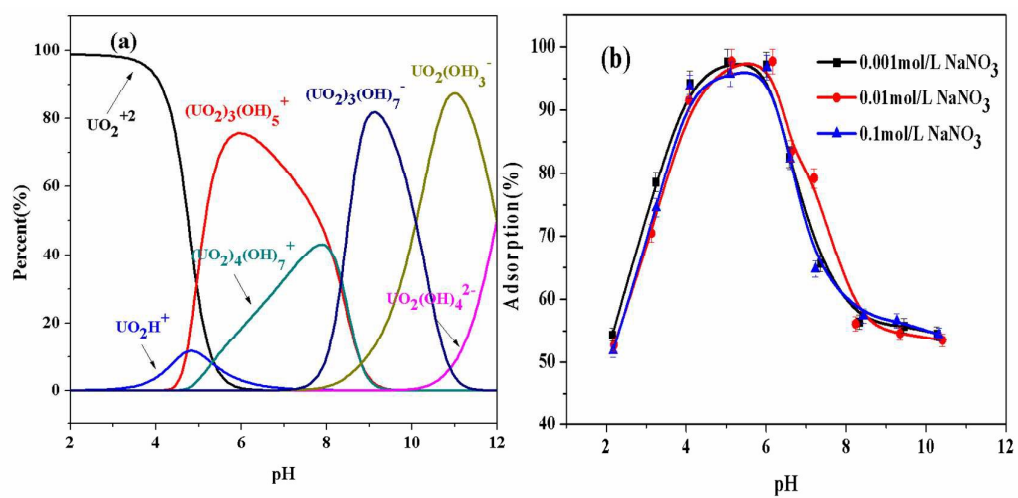 (a)
Percent(%)
100
80
60
40
20
0
2 4 6 8 10 12
pH
UO₂⁺²
(UO₂)₃(OH)₅⁺
(UO₂)₃(OH)₇⁻
UO₂(OH)₃⁻
(UO₂)₄(OH)₇⁺
UO₂(OH)₄²⁻
UO₂H⁺
(b)
Adsorption(%)
100
90
80
70
60
50
40
0 2 4 6 8 10 12
pH
0.001mol/L NaNO₃
0.01mol/L NaNO₃
0.1mol/L NaNO₃